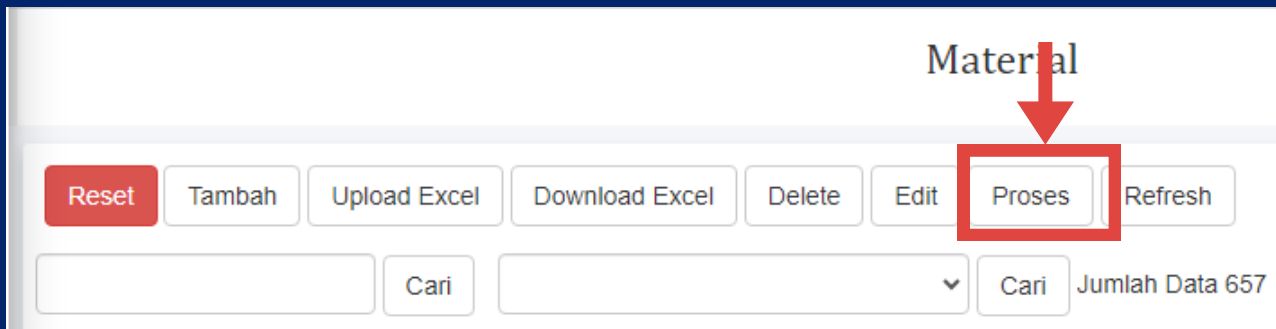 Material
Reset Tambah Upload Excel Download Excel Delete Edit Proses Refresh
Cari Cari Jumlah Data 657